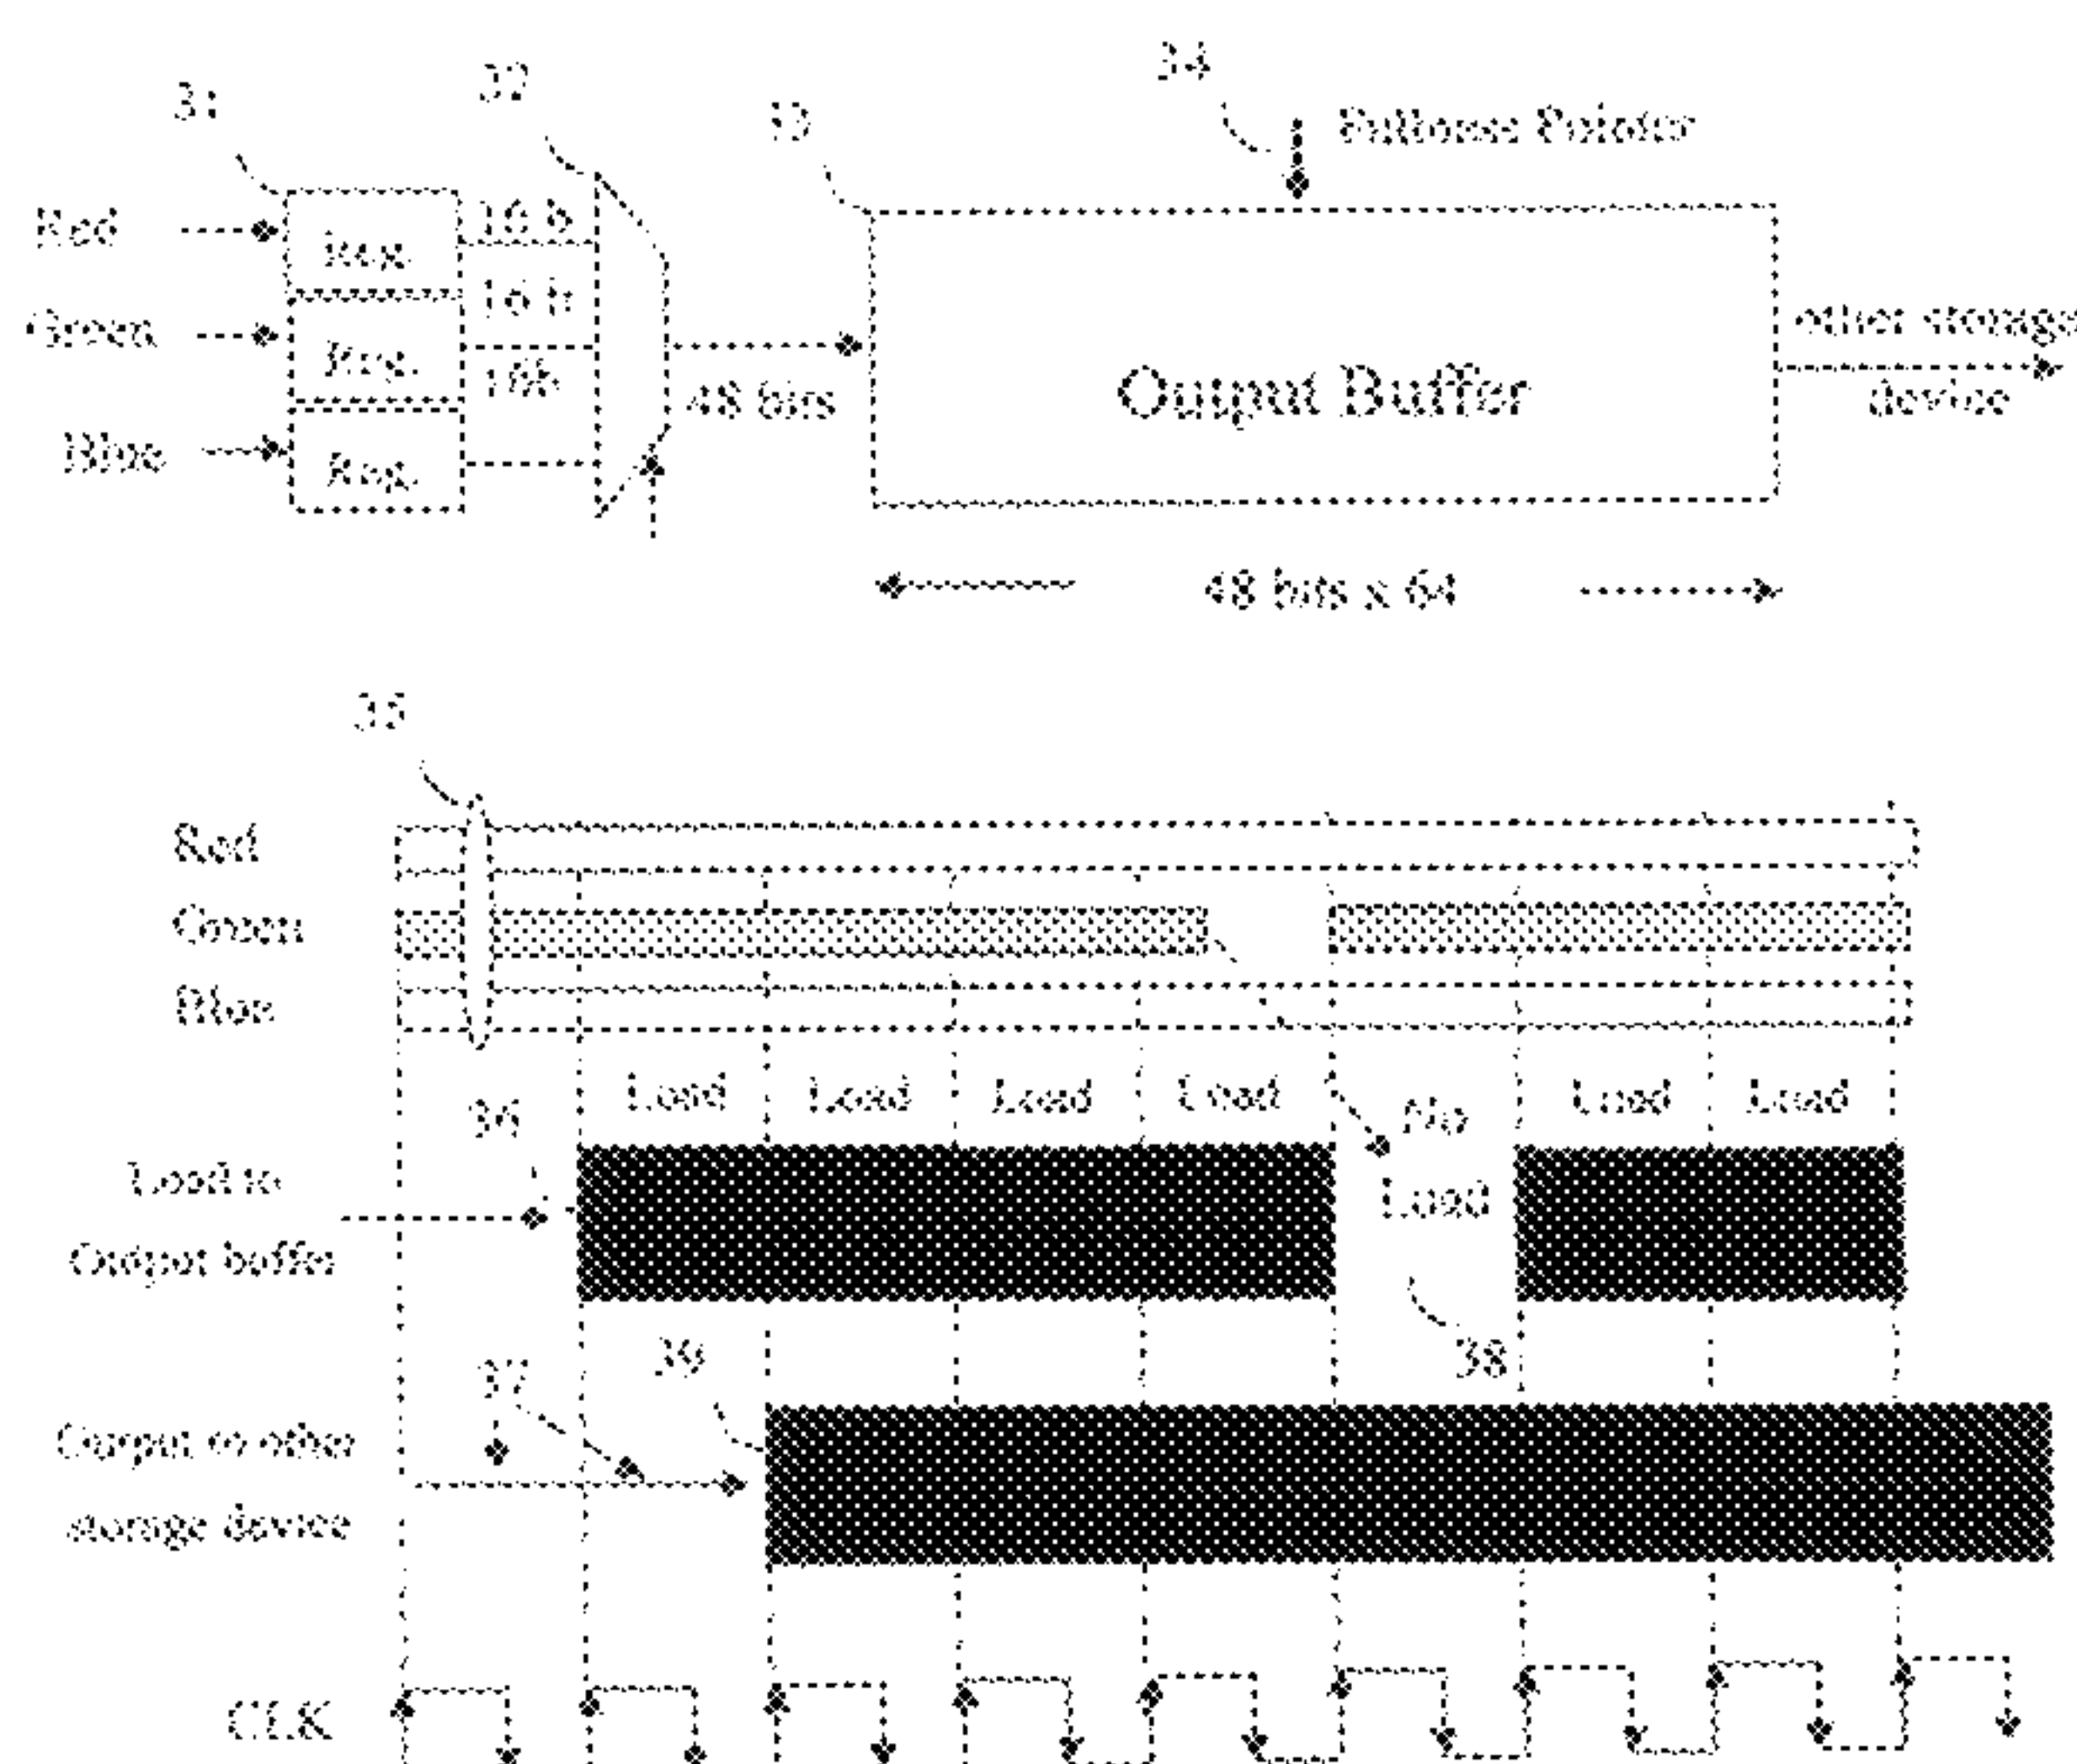 31
32
34
Fullness Pointer
Red
Reg.
16 b
Green
Reg.
16 b
Blue
Reg.
16b
48 bits
Output Buffer
other storage
device
48 bits x 64
35
Red
Green
Blue
Load
Load
Load
Load
No
Load
Load
Load
36
Load to
Output buffer
37
39
38
Output to other
storage device
CLK